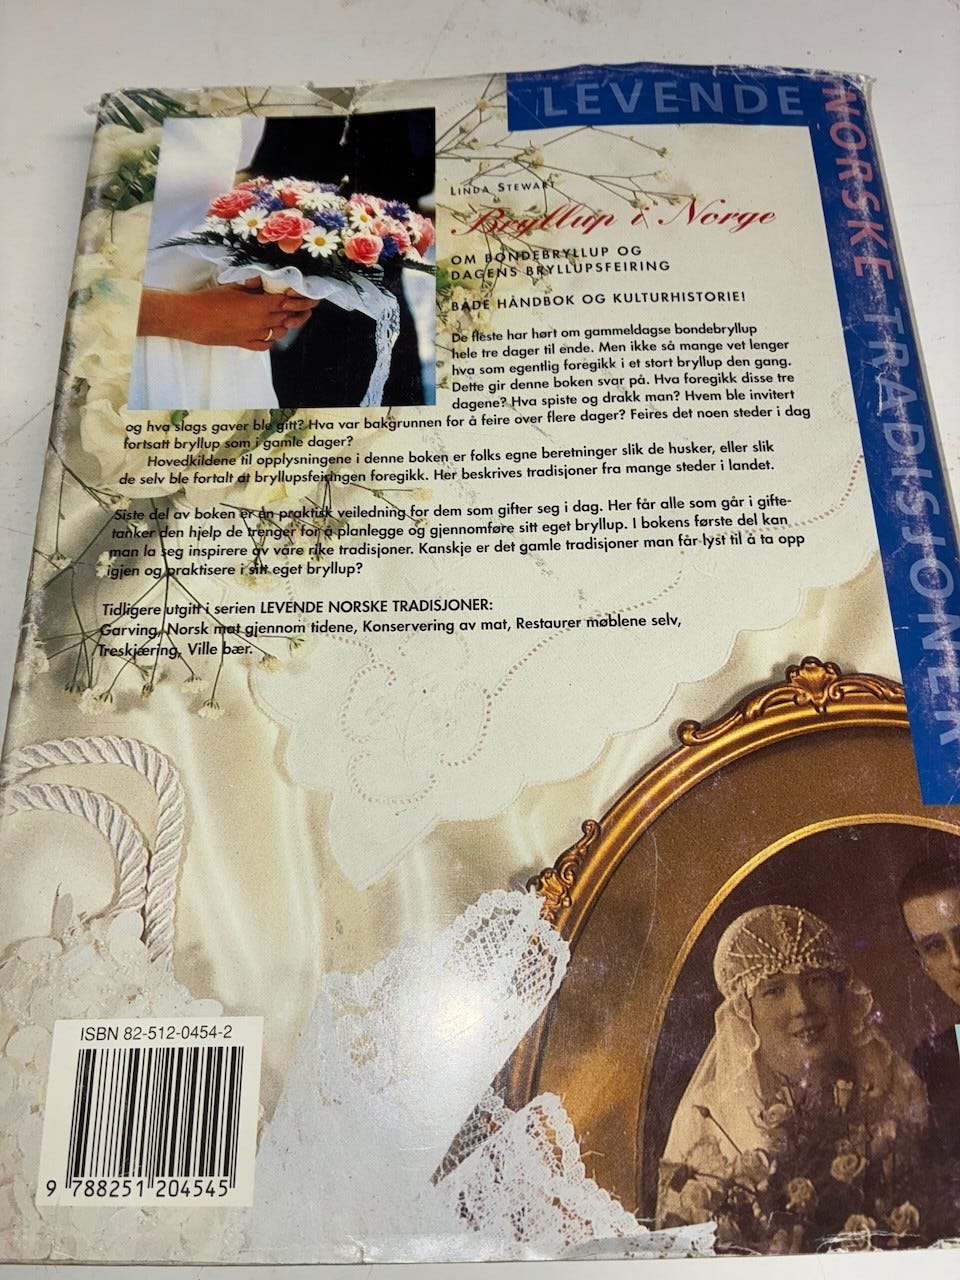 LEVENDE
NORSKE TRADISJONER
LINDA STEWART
Bryllup i Norge
OM BONDEBRYLLUP OG
DAGENS BRYLLUPSFEIRING
BÅDE HÅNDBOK OG KULTURHISTORIE!
De fleste har hørt om gammeldagse bondebryllup
hele tre dager til ende. Men ikke så mange vet lenger
hva som egentlig foregikk i et stort bryllup den gang.
Dette gir denne boken svar på. Hva foregikk disse tre
dagene? Hva spiste og drakk man? Hvem ble invitert
og hva slags gaver ble gitt? Hva var bakgrunnen for å feire over flere dager? Feires det noen steder i dag
fortsatt bryllup som i gamle dager?
Hovedkildene til opplysningene i denne boken er folks egne beretninger slik de husker, eller slik
de selv ble fortalt at bryllupsfeiringen foregikk. Her beskrives tradisjoner fra mange steder i landet.
Siste del av boken er en praktisk veiledning for dem som gifter seg i dag. Her får alle som går i gifte-
tanker den hjelp de trenger for å planlegge og gjennomføre sitt eget bryllup. I bokens første del kan
man la seg inspirere av våre rike tradisjoner. Kanskje er det gamle tradisjoner man får lyst til å ta opp
igjen og praktisere i sitt eget bryllup?
Tidligere utgitt i serien LEVENDE NORSKE TRADISJONER:
Garving, Norsk mat gjennom tidene, Konservering av mat, Restaurer møblene selv,
Treskjæring, Ville bær.
ISBN 82-512-0454-2
9 788251 204545